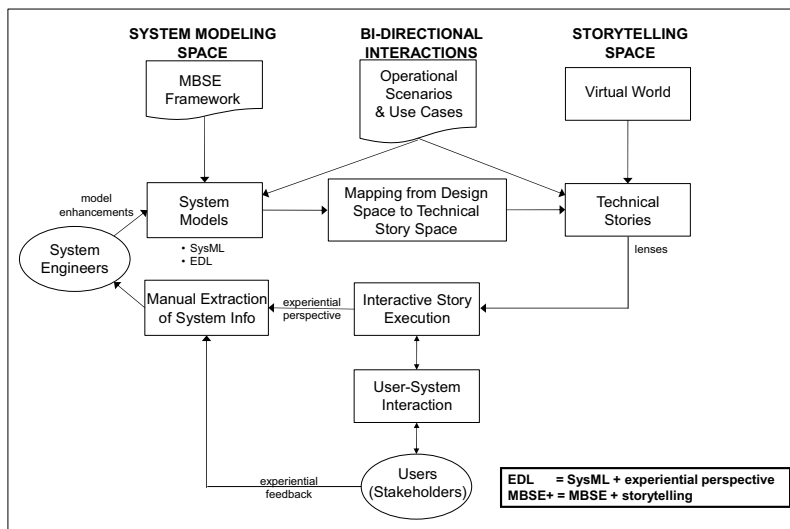 SYSTEM MODELING
SPACE
BI-DIRECTIONAL
INTERACTIONS
STORYTELLING
SPACE
MBSE
Framework
Operational
Scenarios
& Use Cases
Virtual World
model
enhancements
System
Models
Mapping from Design
Space to Technical
Story Space
Technical
Stories
• SysML
• EDL
System
Engineers
lenses
Manual Extraction
of System Info
experiential
perspective
Interactive Story
Execution
User-System
Interaction
experiential
feedback
Users
(Stakeholders)
EDL = SysML + experiential perspective
MBSE+ = MBSE + storytelling